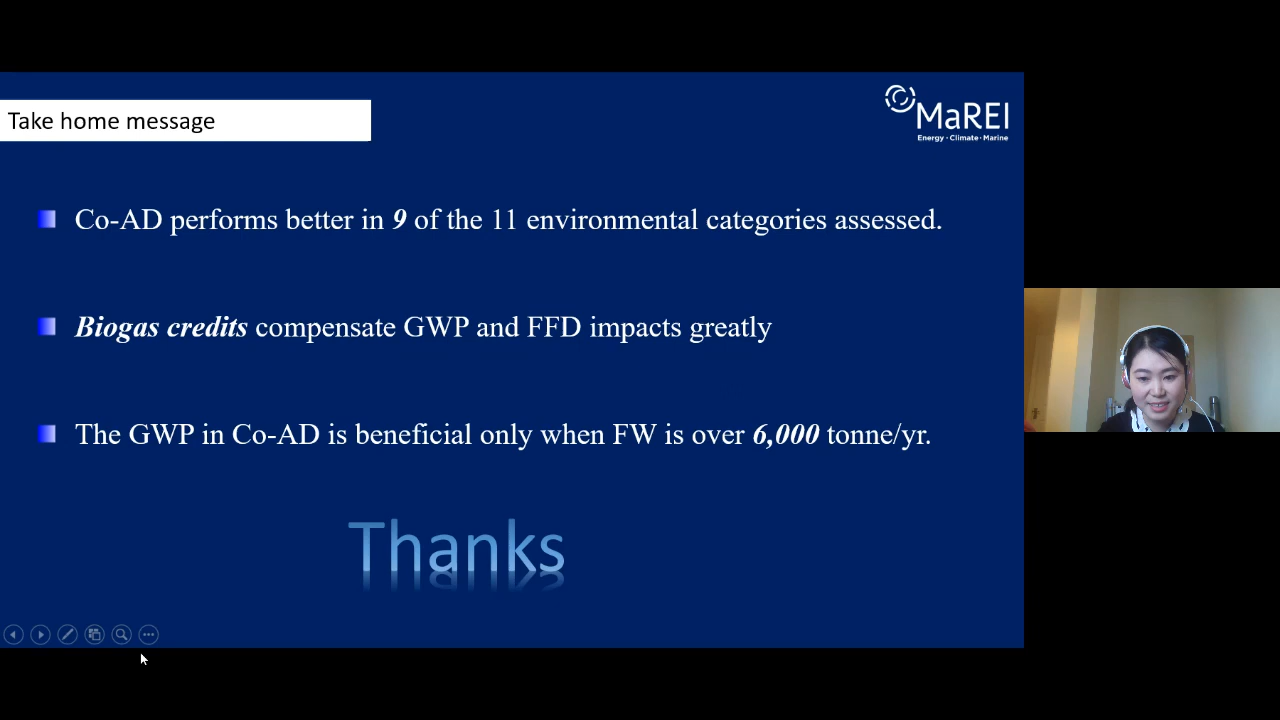 Take home message
MaREI
Energy · Climate · Marine
Co-AD performs better in 9 of the 11 environmental categories assessed.
Biogas credits compensate GWP and FFD impacts greatly
The GWP in Co-AD is beneficial only when FW is over 6,000 tonne/yr.
Thanks